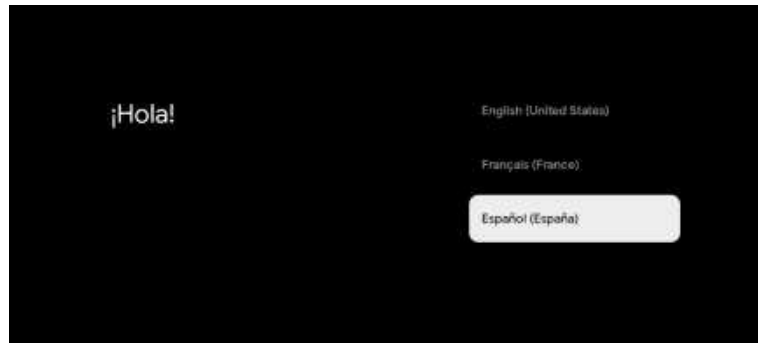 ¡Hola!
English (United States)
Français (France)
Español (España)